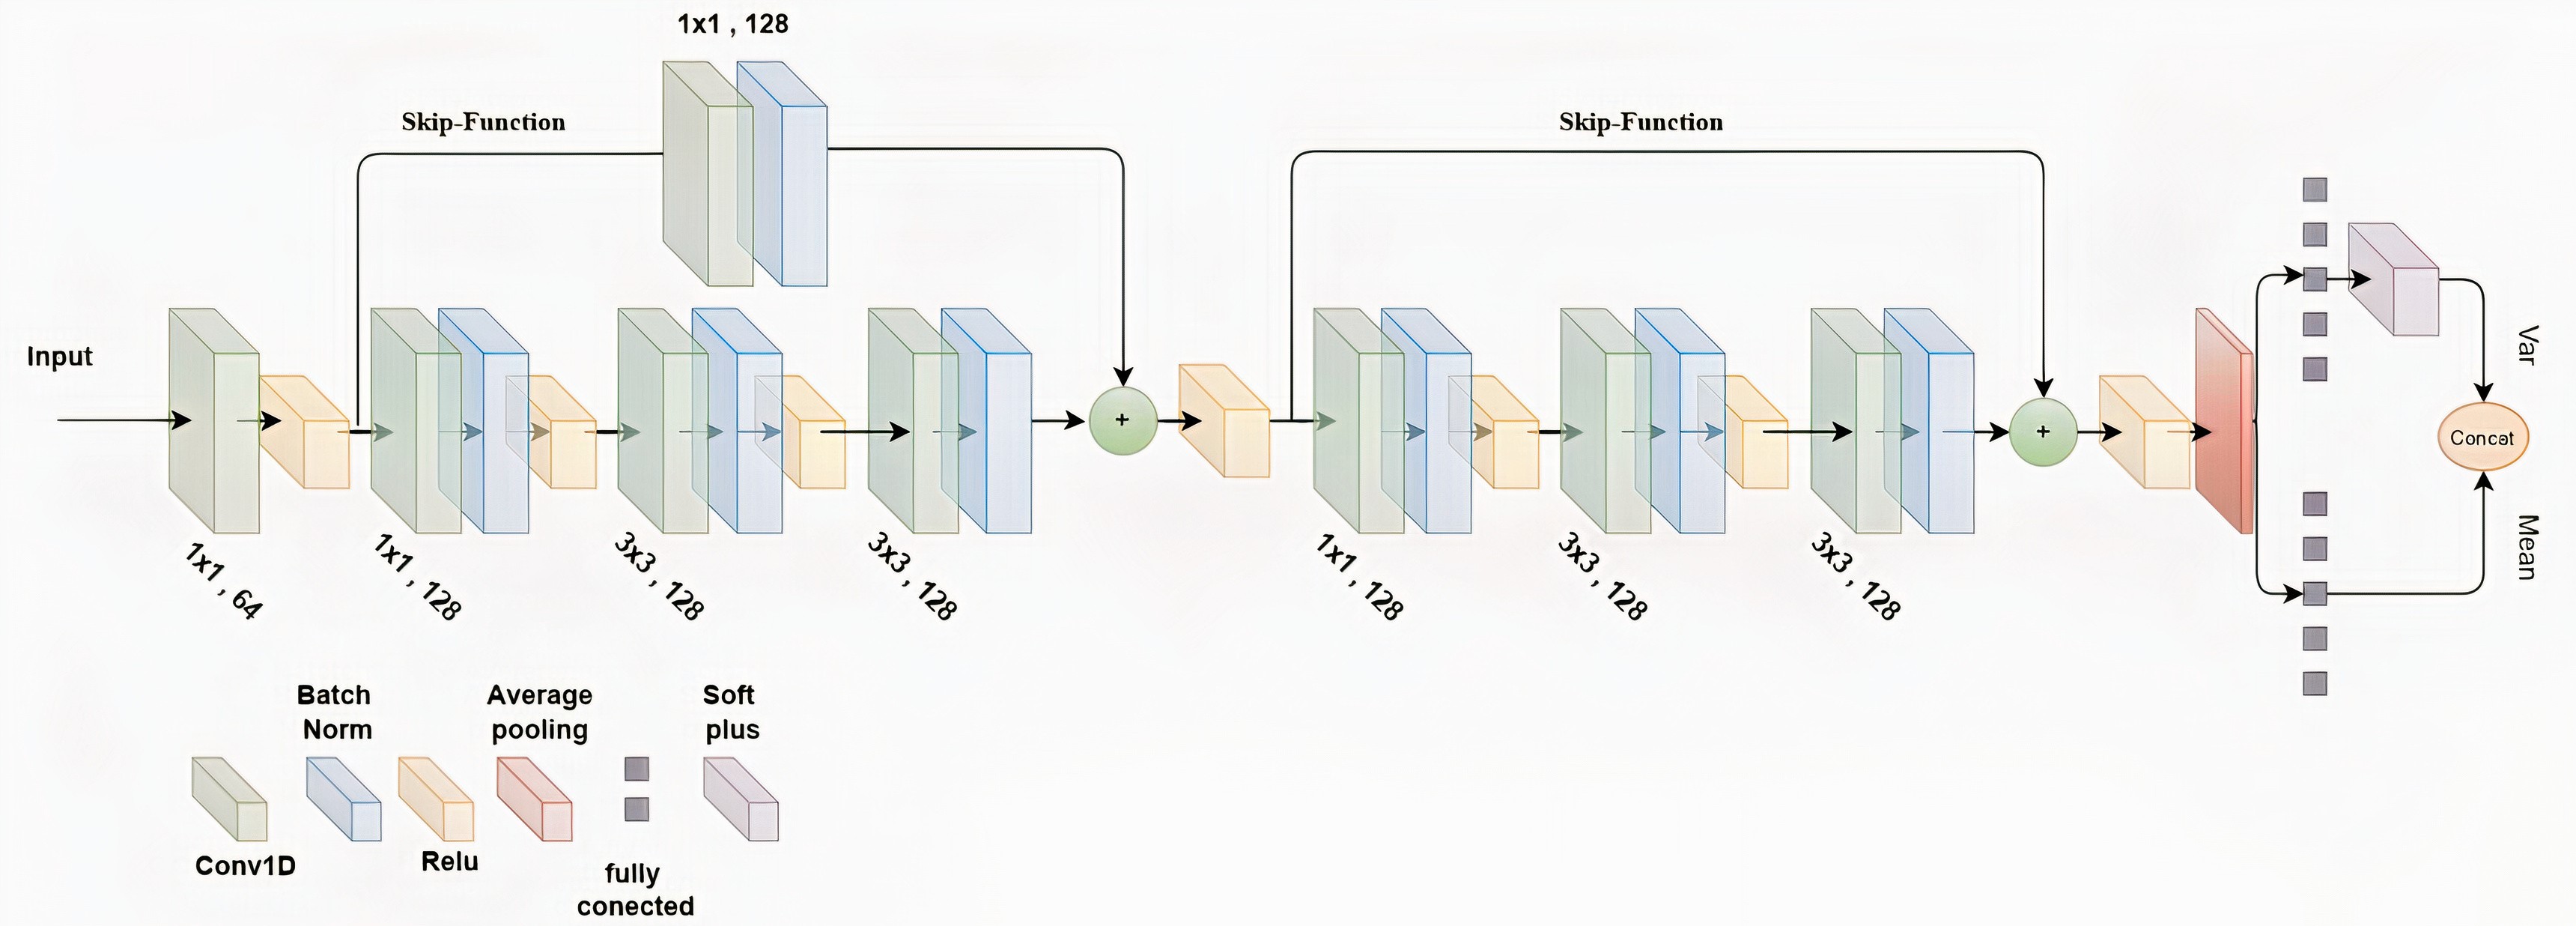 1x1 , 128
Skip-Function
Skip-Function
Input
+
+
Var
Concat
Mean
1x1 , 64
1x1 , 128
3x3 , 128
3x3 , 128
1x1 , 128
3x3 , 128
3x3 , 128
Batch
Norm
Average
pooling
Soft
plus
Conv1D
Relu
fully
conected